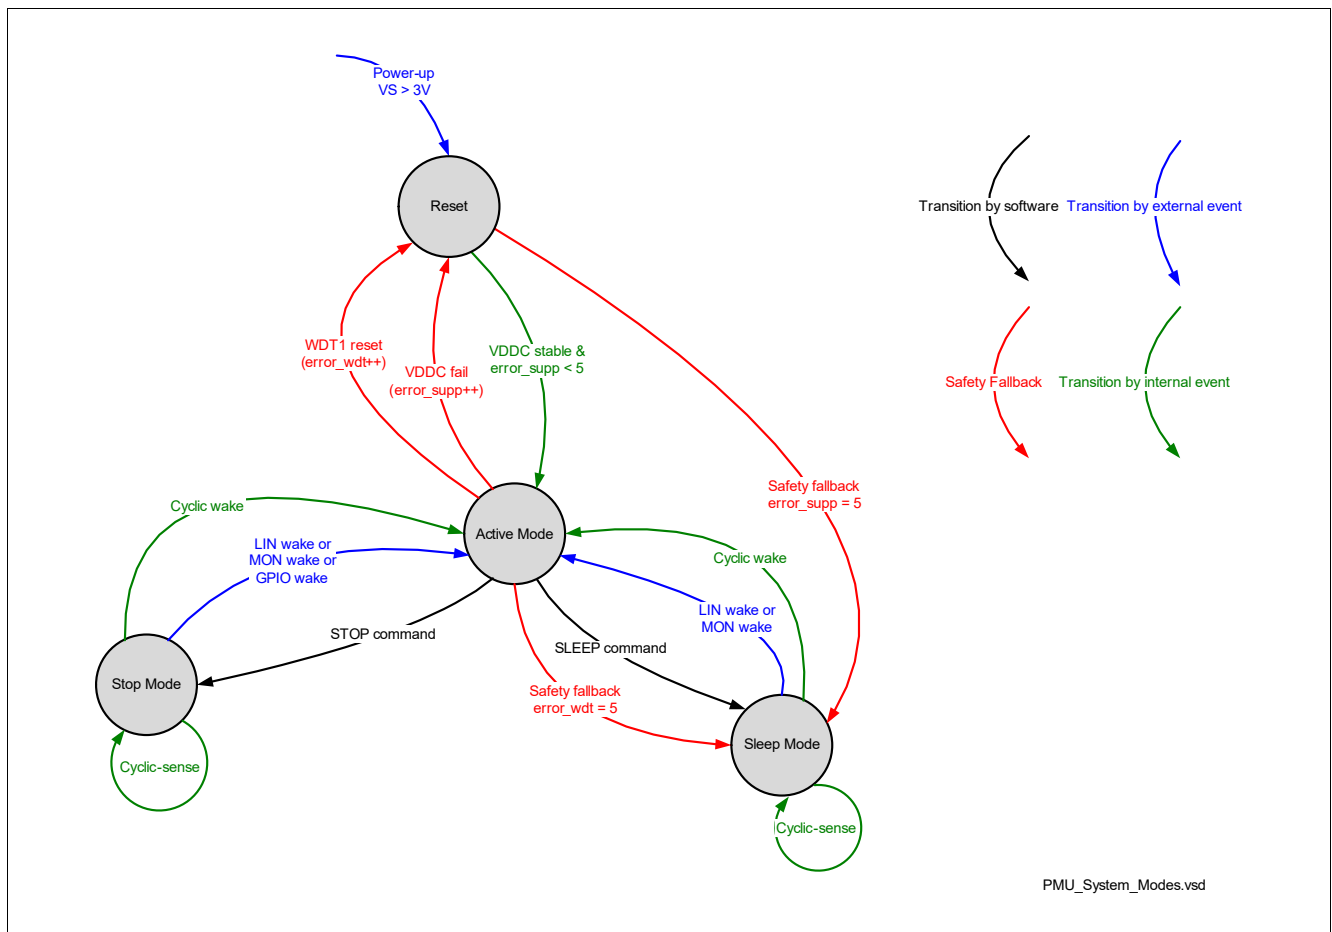 Power-up
VS > 3V
Reset
Transition by software
Transition by external event
WDT1 reset
(error_wdt++)
VDDC fail
(error_supp++)
VDDC stable &
error_supp < 5
Safety Fallback
Transition by internal event
Safety fallback
error_supp = 5
Cyclic wake
Active Mode
LIN wake or
MON wake or
GPIO wake
Cyclic wake
LIN wake or
MON wake
STOP command
SLEEP command
Stop Mode
Safety fallback
error_wdt = 5
Sleep Mode
Cyclic-sense
Cyclic-sense
PMU_System_Modes.vsd